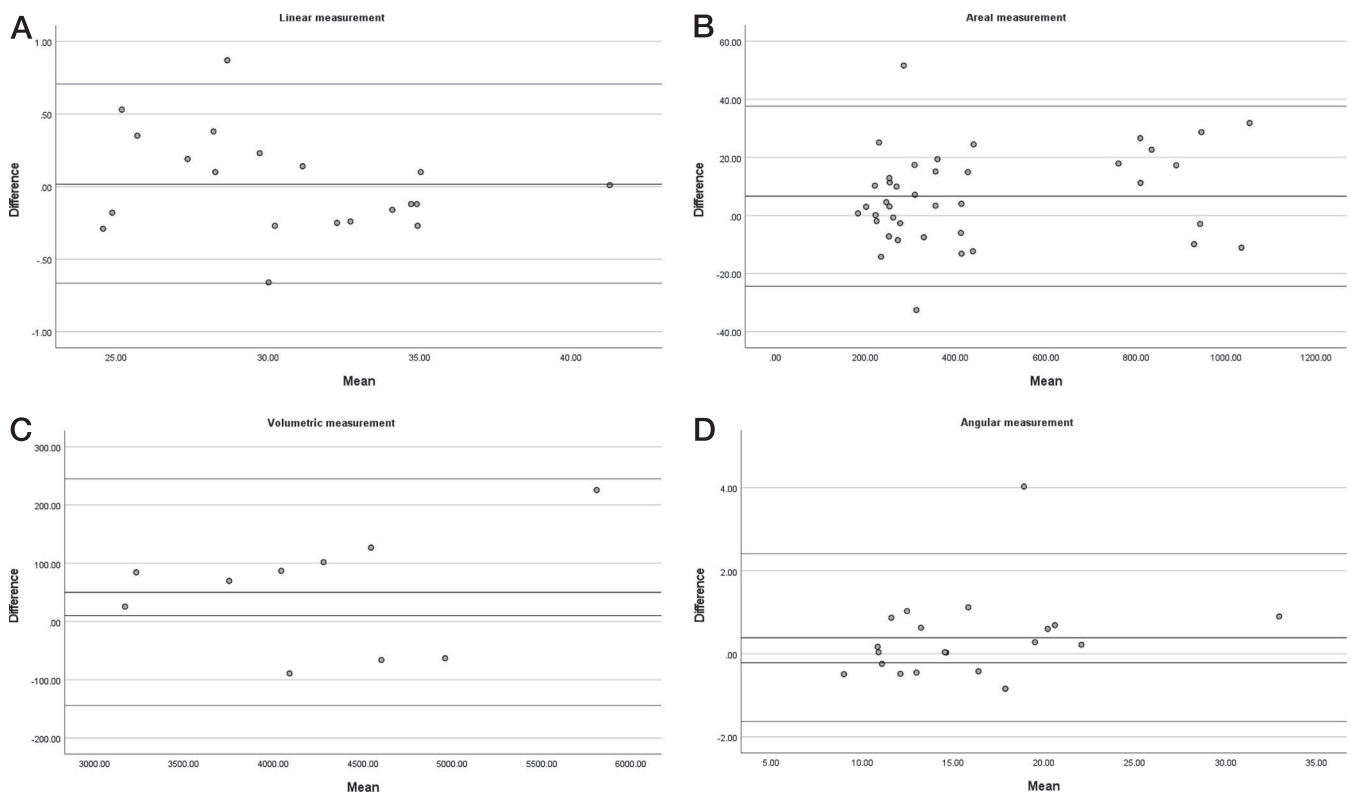 A
Linear measurement
1.00
.50
.00
-.50
-1.00
Difference
25.00 30.00 35.00 40.00
Mean
B
Areal measurement
60.00
40.00
20.00
.00
-20.00
-40.00
Difference
.00 200.00 400.00 600.00 800.00 1000.00 1200.00
Mean
C
Volumetric measurement
300.00
200.00
100.00
.00
-100.00
-200.00
Difference
3000.00 3500.00 4000.00 4500.00 5000.00 5500.00 6000.00
Mean
D
Angular measurement
4.00
2.00
.00
-2.00
Difference
5.00 10.00 15.00 20.00 25.00 30.00 35.00
Mean